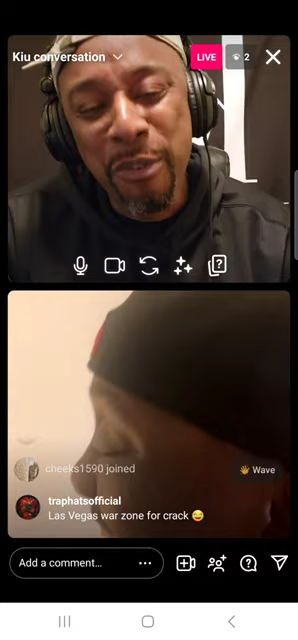 Kiu conversation
LIVE
2
cheeks1590 joined
👋 Wave
traphatsofficial
Las Vegas war zone for crack 😅
Add a comment...